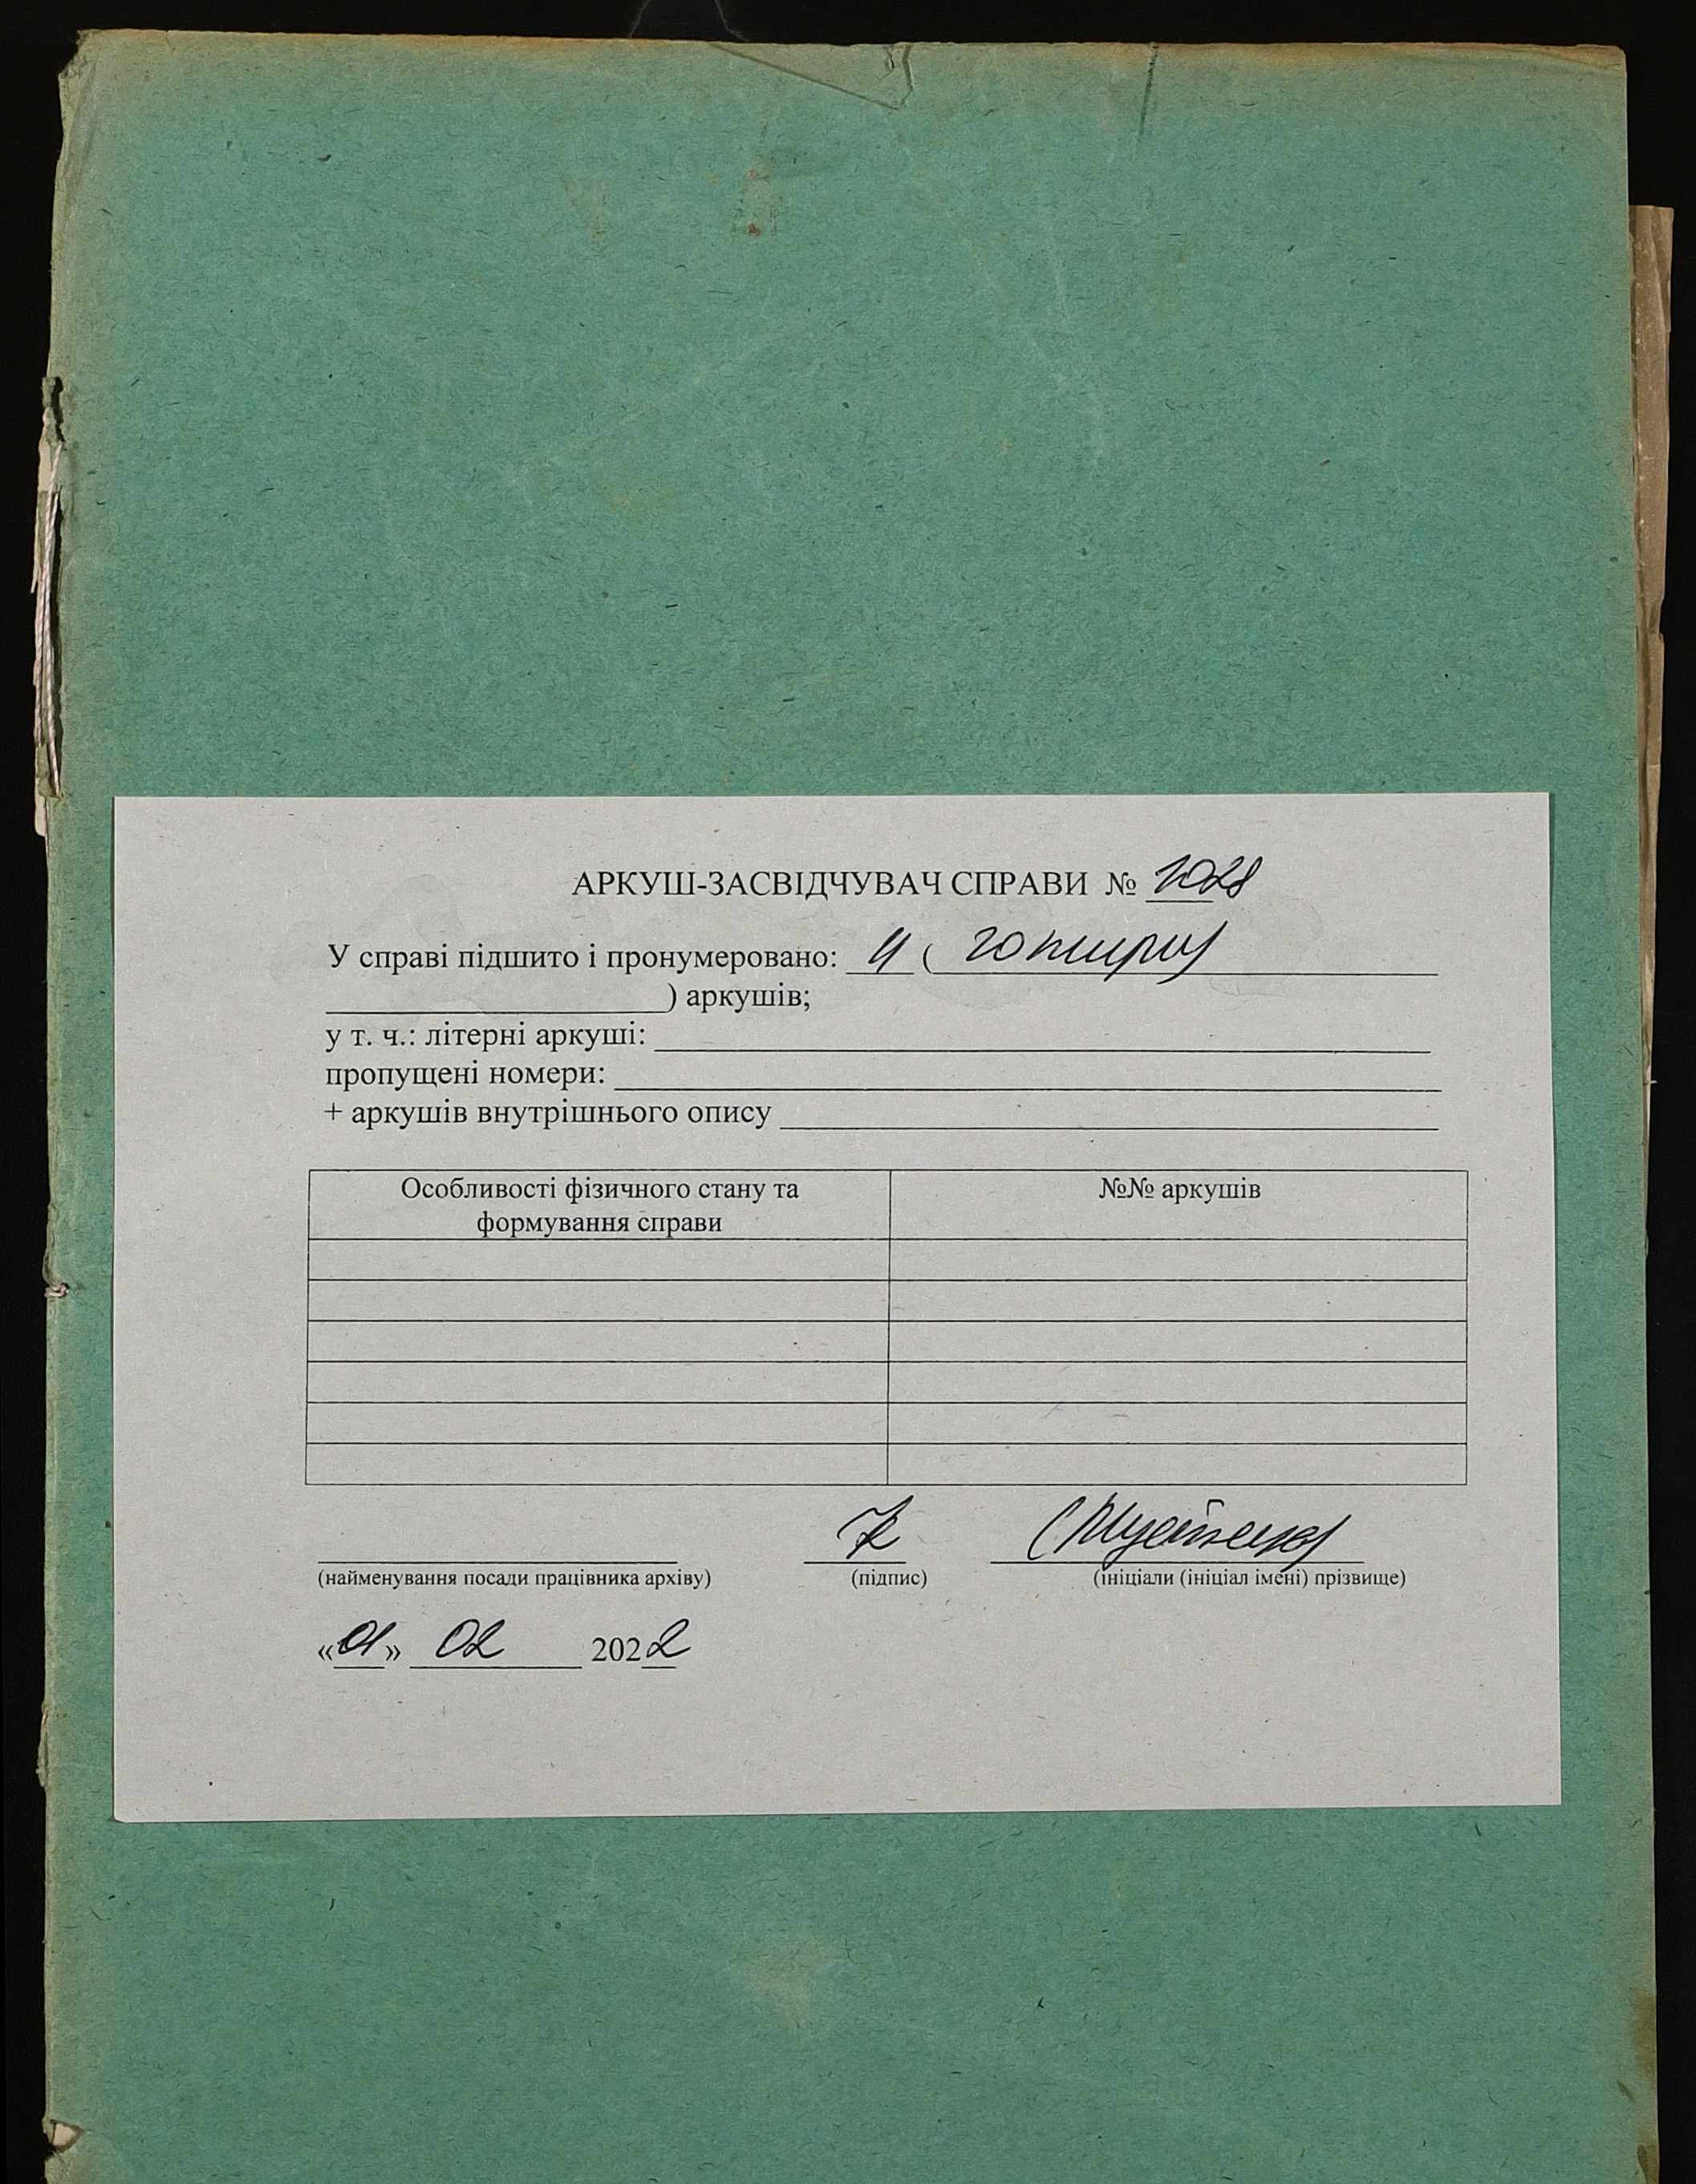 АРКУШ-ЗАСВІДЧУВАЧ СПРАВИ № 1028
У справі підшито і пронумеровано: 4 (
) аркушів;
у т. ч.: літерні аркуші:
пропущені номери:
+ аркушів внутрішнього опису
Особливості фізичного стану та
формування справи
№№ аркушів
(найменування посади працівника архіву)
(підпис)
(ініціали (ініціал імені) прізвище)
«01» 02 2022